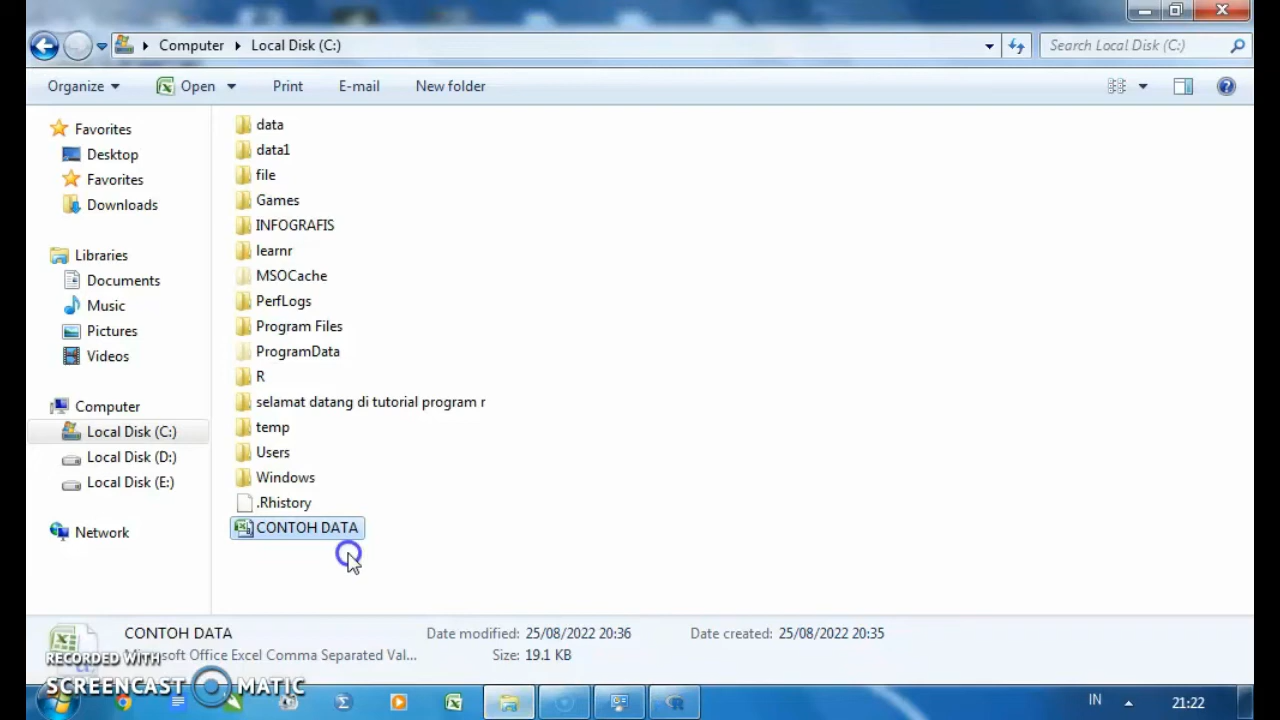 Computer Local Disk (C:)
Search Local Disk (C:)
Organize Open Print E-mail New folder
Favorites
Desktop
Favorites
Downloads
Libraries
Documents
Music
Pictures
Videos
Computer
Local Disk (C:)
Local Disk (D:)
Local Disk (E:)
Network
data
data1
file
Games
INFOGRAFIS
learnr
MSOCache
PerfLogs
Program Files
ProgramData
R
selamat datang di tutorial program r
temp
Users
Windows
.Rhistory
CONTOH DATA
CONTOH DATA Date modified: 25/08/2022 20:36 Date created: 25/08/2022 20:35
Microsoft Office Excel Comma Separated Val... Size: 19.1 KB
RECORDED WITH
SCREENCAST MATIC
IN 21:22